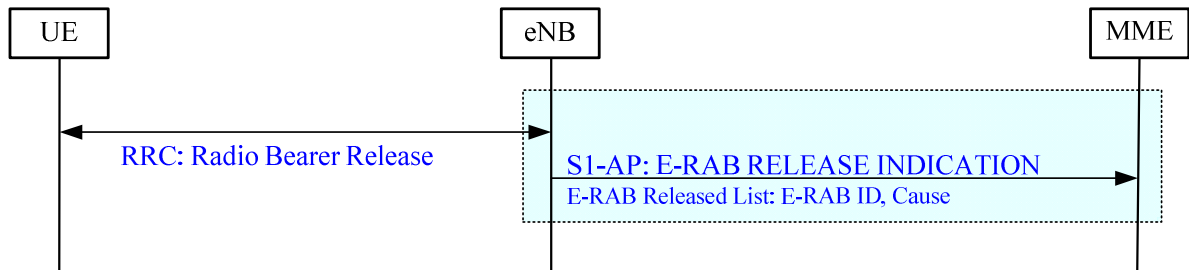 UE
eNB
MME
RRC: Radio Bearer Release
S1-AP: E-RAB RELEASE INDICATION
E-RAB Released List: E-RAB ID, Cause